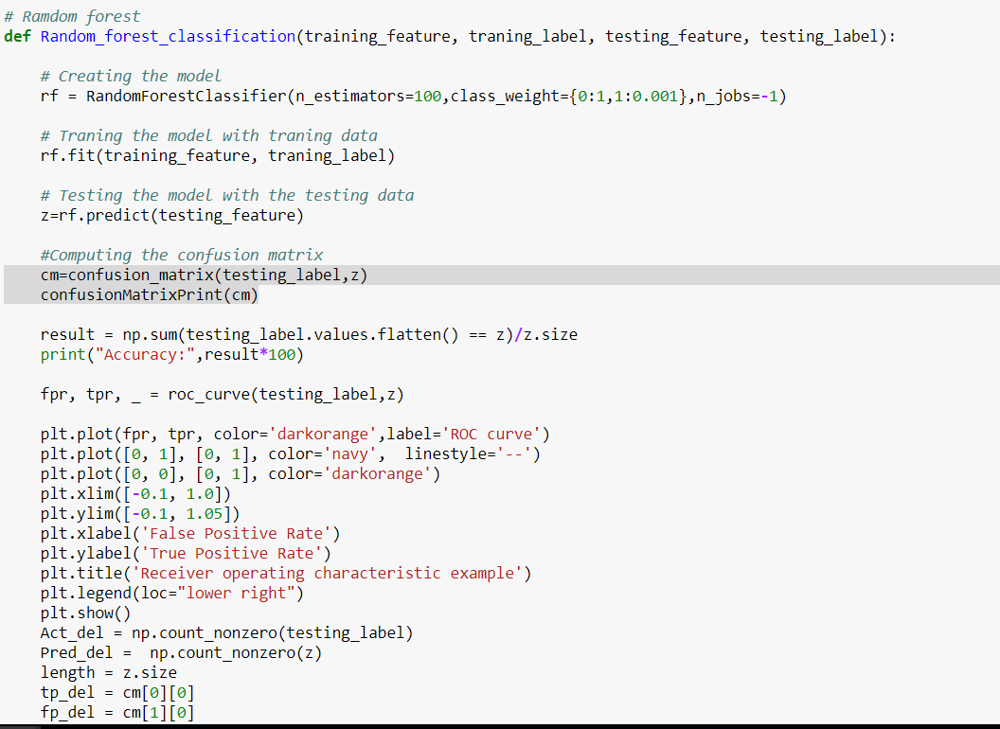 # Ramdom forest
def Random_forest_classification(training_feature, traning_label, testing_feature, testing_label):
# Creating the model
rf = RandomForestClassifier(n_estimators=100,class_weight={0:1,1:0.001},n_jobs=-1)
# Traning the model with traning data
rf.fit(training_feature, traning_label)
# Testing the model with the testing data
z=rf.predict(testing_feature)
#Computing the confusion matrix
cm=confusion_matrix(testing_label,z)
confusionMatrixPrint(cm)
result = np.sum(testing_label.values.flatten() == z)/z.size
print("Accuracy:",result*100)
fpr, tpr, _ = roc_curve(testing_label,z)
plt.plot(fpr, tpr, color='darkorange',label='ROC curve')
plt.plot([0, 1], [0, 1], color='navy',  linestyle='--')
plt.plot([0, 0], [0, 1], color='darkorange')
plt.xlim([-0.1, 1.0])
plt.ylim([-0.1, 1.05])
plt.xlabel('False Positive Rate')
plt.ylabel('True Positive Rate')
plt.title('Receiver operating characteristic example')
plt.legend(loc="lower right")
plt.show()
Act_del = np.count_nonzero(testing_label)
Pred_del =  np.count_nonzero(z)
length = z.size
tp_del = cm[0][0]
fp_del = cm[1][0]